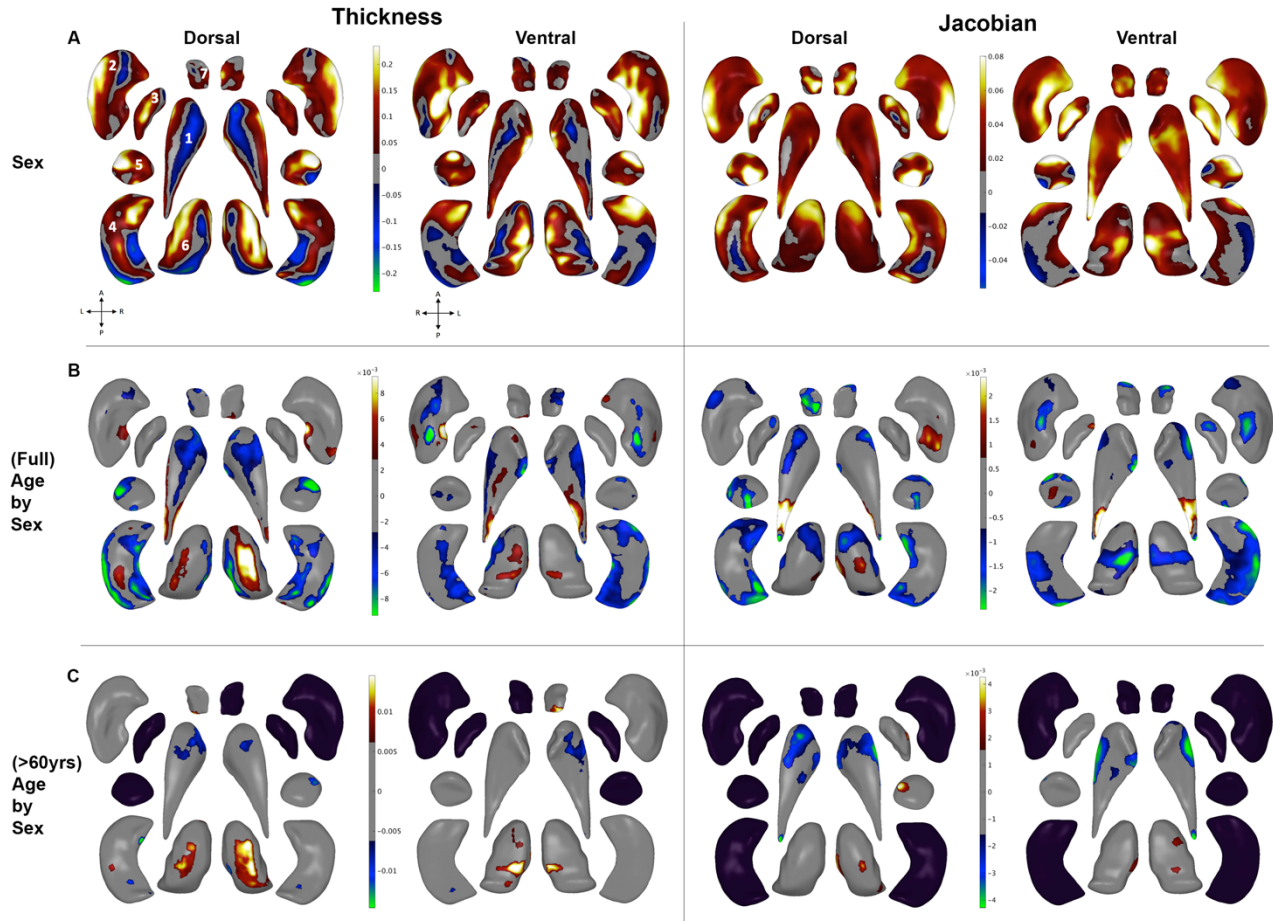 Thickness
Jacobian
A
Dorsal
Ventral
Dorsal
Ventral
Sex
2
3
7
1
5
4
6
0.2
0.15
0.1
0.05
0
−0.05
−0.1
−0.15
−0.2
0.08
0.06
0.04
0.02
0
−0.02
−0.04
A
L
R
P
A
R
L
P
B
(Full)
Age
by
Sex
×10⁻³
8
6
4
2
0
−2
−4
−6
−8
×10⁻³
2
1.5
1
0.5
0
−0.5
−1
−1.5
−2
C
(>60yrs)
Age
by
Sex
0.01
0.005
0
−0.005
−0.01
×10⁻³
4
3
2
1
0
−1
−2
−3
−4